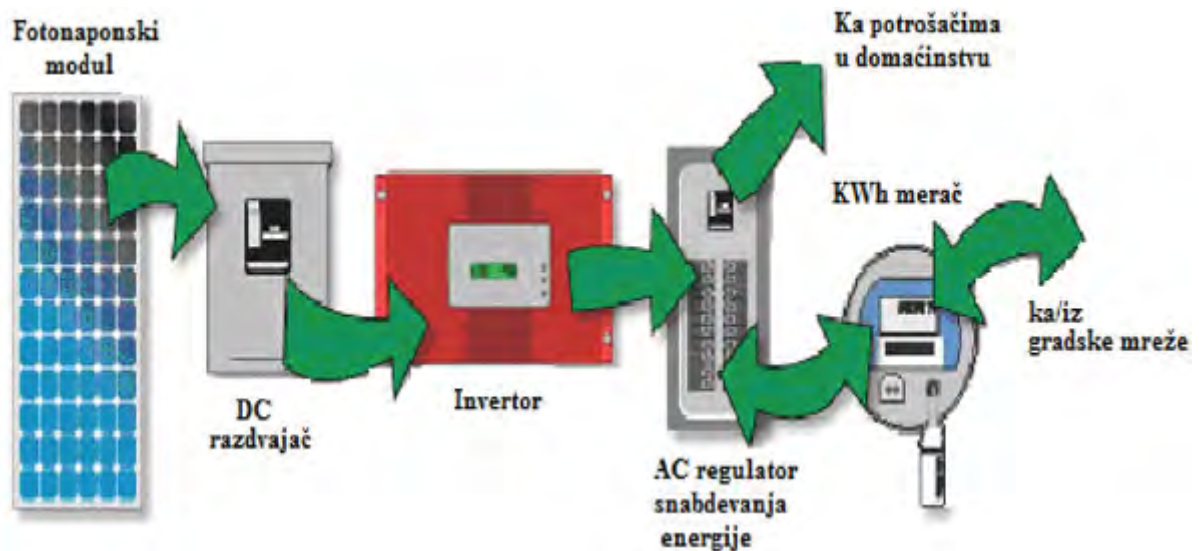 Fotonaponski
modul
Ka potrošačima
u domaćinstvu
KWh merač
ka/iz
gradske mreže
DC
razdvajač
Invertor
AC regulator
snabdevanja
energije